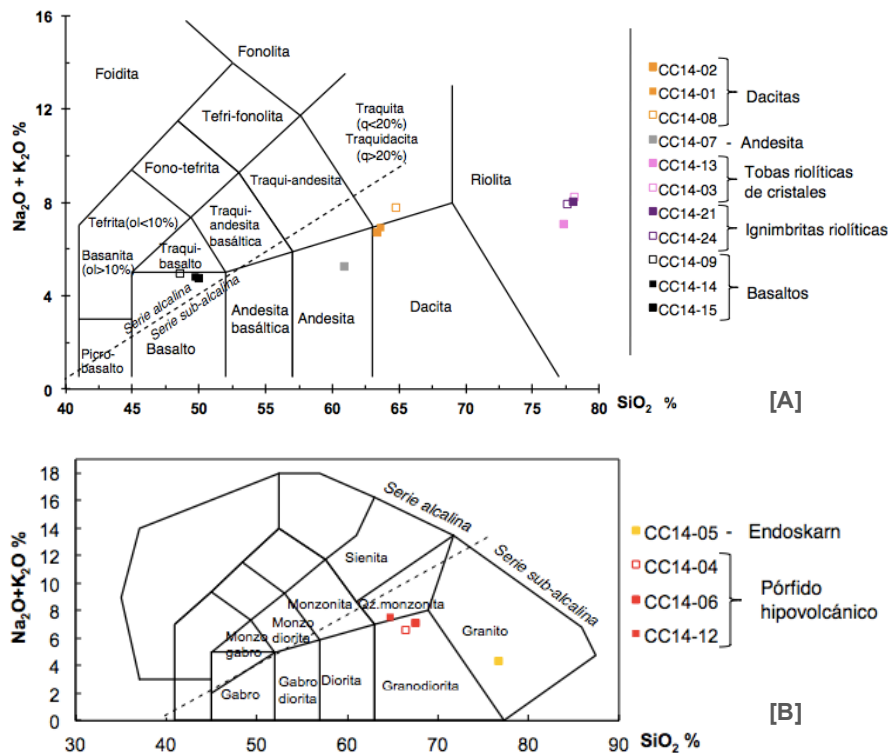 Na₂O + K₂O %
16
12
8
4
0
40
45
50
55
60
65
70
75
80
SiO₂ %
Foidita
Fonolita
Tefri-fonolita
Fono-tefrita
Tefrita(ol<10%)
Basanita
(ol>10%)
Traqui-
basalto
Traqui-
andesita
basáltica
Traqui-andesita
Traquita
(q<20%)
Traquidacita
(q>20%)
Riolita
Serie alcalina
Serie sub-alcalina
Picro-
basalto
Basalto
Andesita
basáltica
Andesita
Dacita
CC14-02
CC14-01
CC14-08
Dacitas
CC14-07 - Andesita
CC14-13
CC14-03
Tobas riolíticas
de cristales
CC14-21
CC14-24
Ignimbritas riolíticas
CC14-09
CC14-14
CC14-15
Basaltos
[A]
Na₂O+K₂O %
18
16
14
12
10
8
6
4
2
0
30
40
50
60
70
80
90
SiO₂ %
Serie alcalina
Serie sub-alcalina
Sienita
Monzonita
Qz.monzonita
Monzo
diorita
Monzo
gabro
Granito
Gabro
Gabro
diorita
Diorita
Granodiorita
CC14-05 - Endoskarn
CC14-04
CC14-06
CC14-12
Pórfido
hipovolcánico
[B]